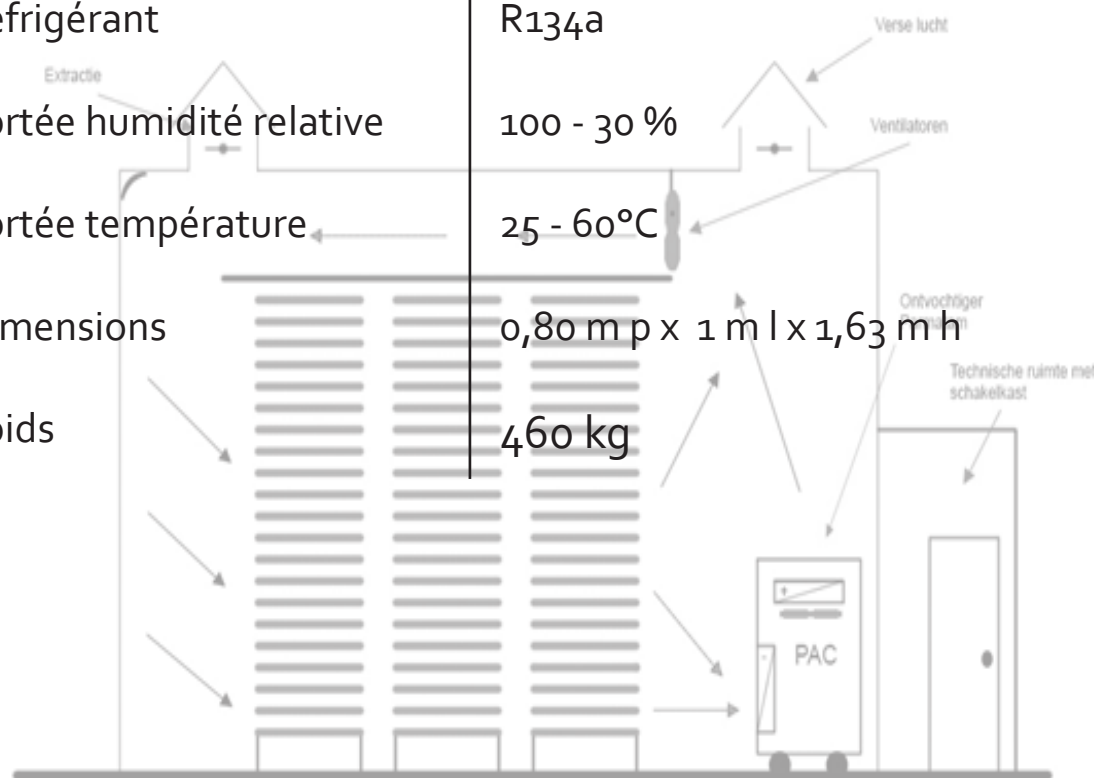 éfrigérant R134a
ortée humidité relative 100 - 30 %
ortée température 25 - 60°C
mensions 0,80 m p x 1 m l x 1,63 m h
oids 460 kg
Extractie
Verse lucht
Ventilatoren
Ontvochtiger
Technische ruimte met
schakelkast
PAC